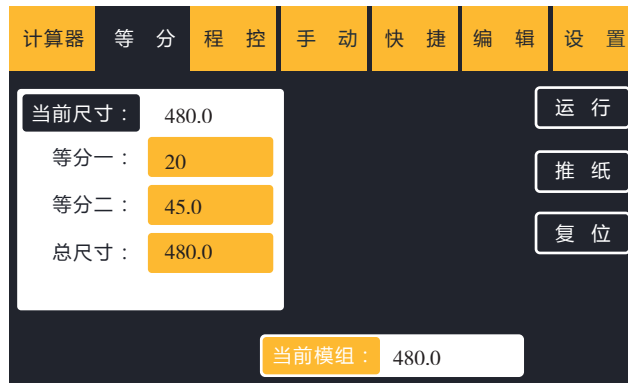 计算器 等 分 程 控 手 动 快 捷 编 辑 设 置
当前尺寸： 480.0
运 行
等分一： 20
推 纸
等分二： 45.0
复 位
总尺寸： 480.0
当前模组： 480.0